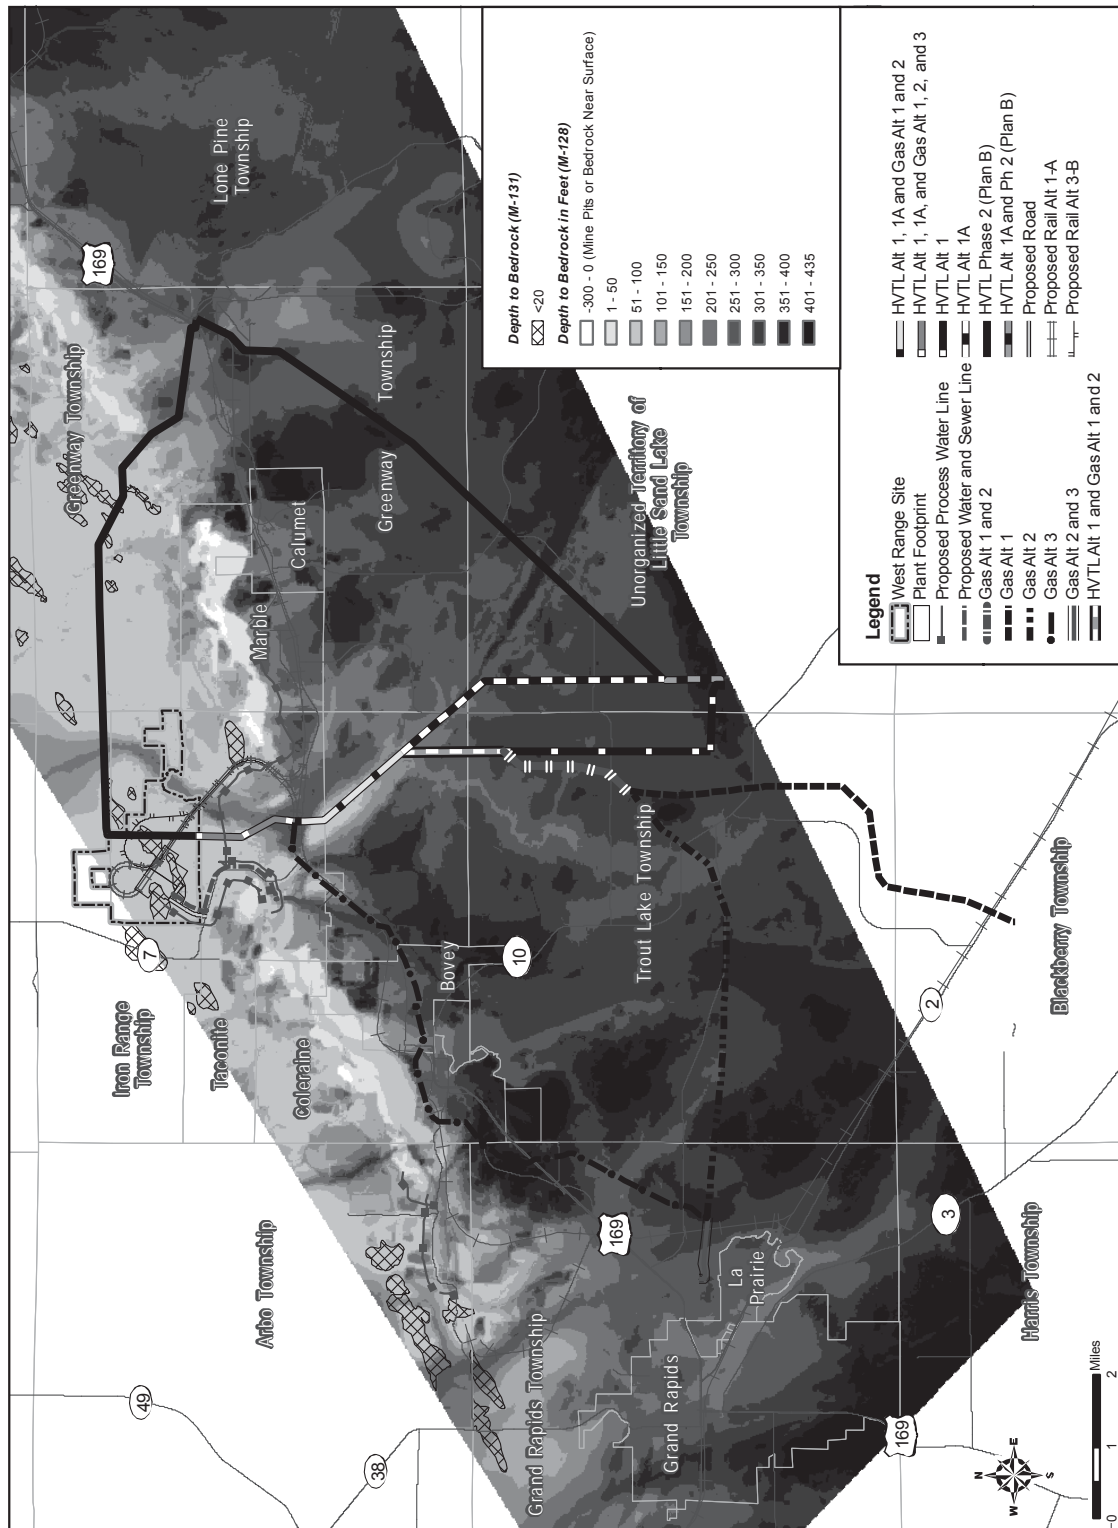 Depth to Bedrock (M-131)
<20
Depth to Bedrock in Feet (M-128)
-300 - 0 (Mine Pits or Bedrock Near Surface)
1 - 50
51 - 100
101 - 150
151 - 200
201 - 250
251 - 300
301 - 350
351 - 400
401 - 435
Legend
West Range Site
Plant Footprint
Proposed Process Water Line
Proposed Water and Sewer Line
Gas Alt 1 and 2
Gas Alt 1
Gas Alt 2
Gas Alt 3
Gas Alt 2 and 3
HVTLAlt 1 and Gas Alt 1 and 2
HVTL Alt 1, 1A and Gas Alt 1 and 2
HVTL Alt 1, 1A, and Gas Alt 1, 2, and 3
HVTL Alt 1
HVTL Alt 1A
HVTL Phase 2 (Plan B)
HVTL Alt 1A and Ph 2 (Plan B)
Proposed Road
Proposed Rail Alt 1-A
Proposed Rail Alt 3-B
49
38
Arbo Township
Iron Range
Township
7
Taconite
Coleraine
Greenway Township
169
Lone Pine
Township
Marble
Calumet
Greenway
Township
Bovey
10
Grand Rapids Township
169
Grand Rapids
La
Prairie
Trout Lake Township
Unorganized Territory of
Little Sand Lake
Township
169
3
2
Harris Township
Blackberry Township
N
W
E
S
0
1
2
Miles